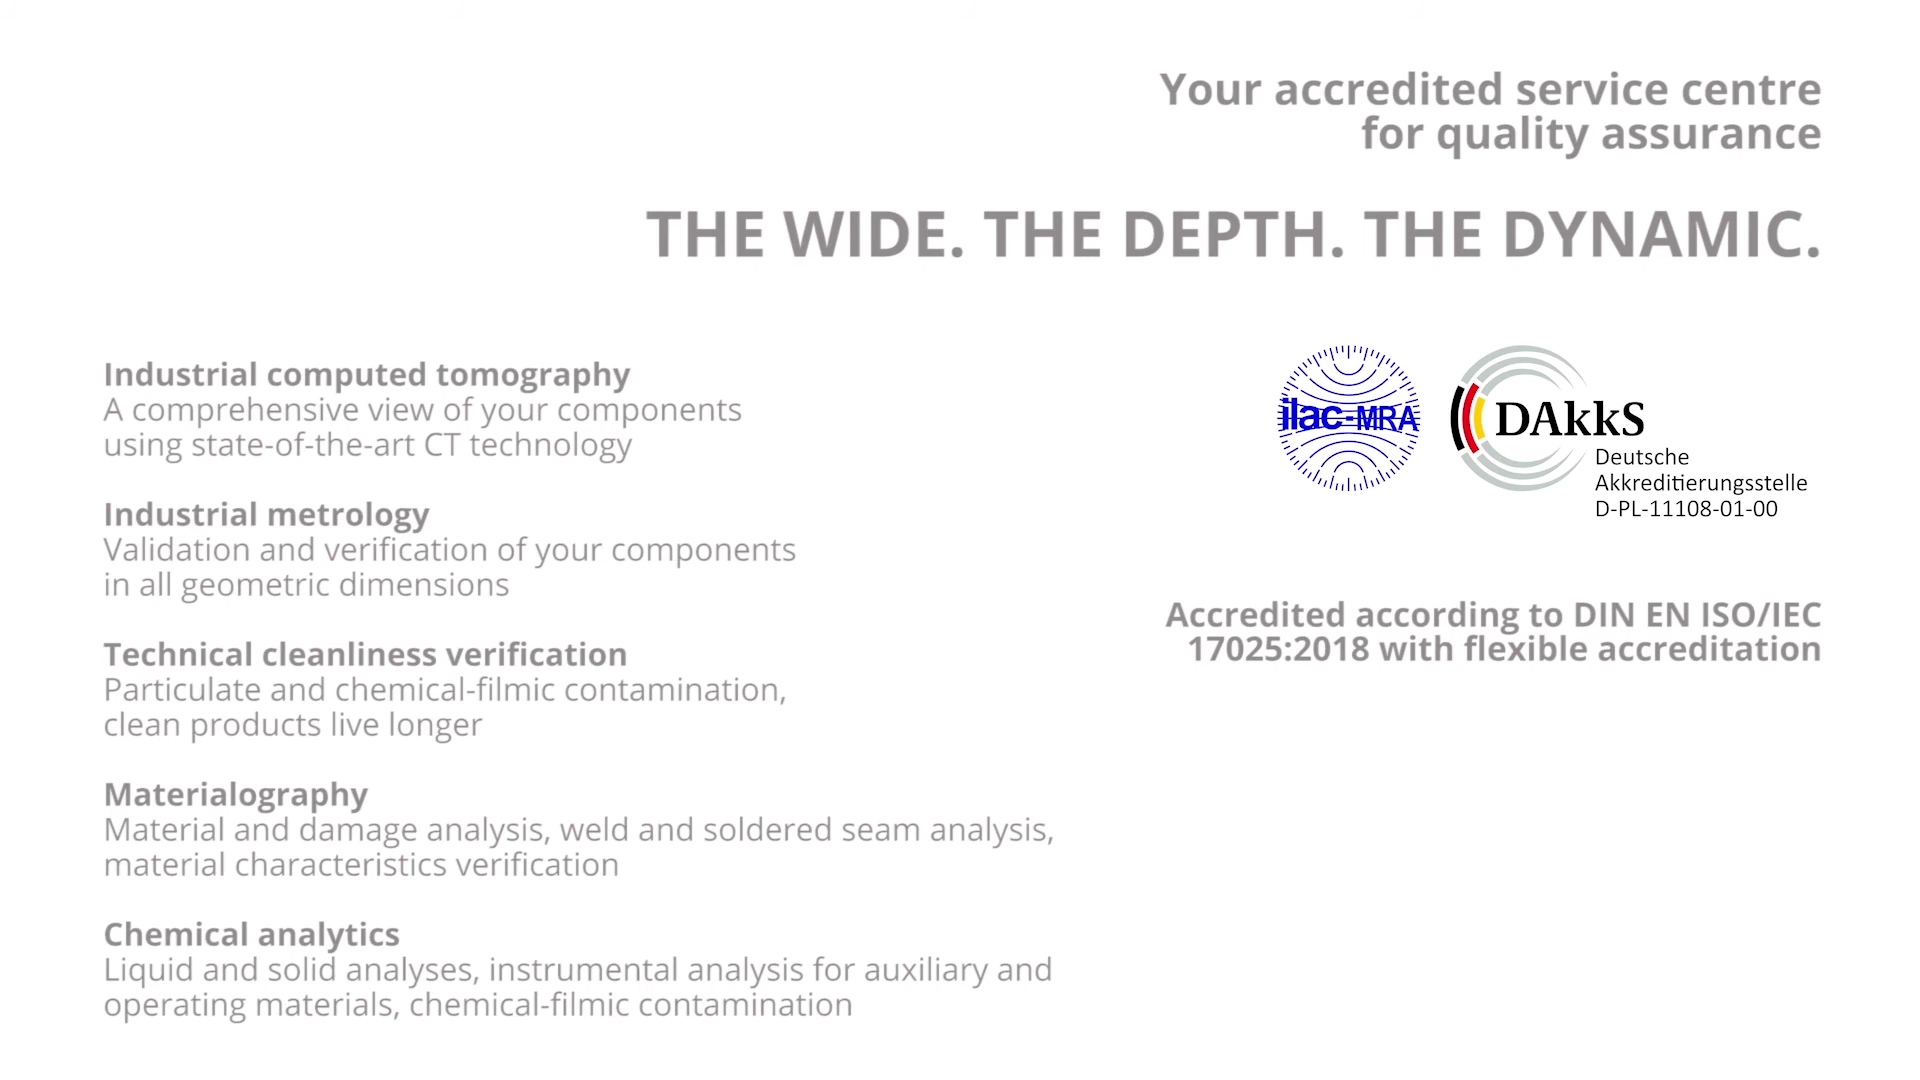 Your accredited service centre
for quality assurance
THE WIDE. THE DEPTH. THE DYNAMIC.
Industrial computed tomography
A comprehensive view of your components
using state-of-the-art CT technology
Industrial metrology
Validation and verification of your components
in all geometric dimensions
Technical cleanliness verification
Particulate and chemical-filmic contamination,
clean products live longer
Materialography
Material and damage analysis, weld and soldered seam analysis,
material characteristics verification
Chemical analytics
Liquid and solid analyses, instrumental analysis for auxiliary and
operating materials, chemical-filmic contamination
ilac-MRA
DAkkS
Deutsche
Akkreditierungsstelle
D-PL-11108-01-00
Accredited according to DIN EN ISO/IEC
17025:2018 with flexible accreditation